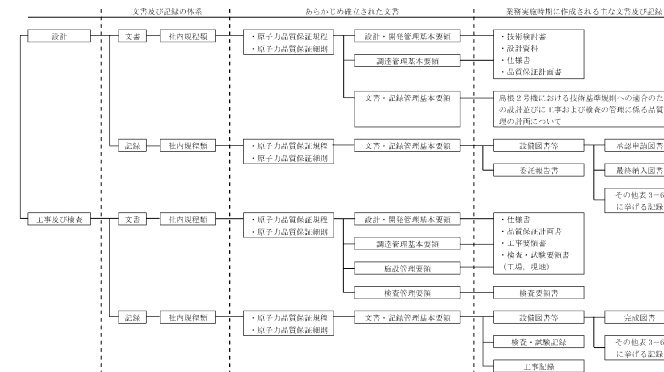 文書及び記録の体系
あらかじめ確立された文書
業務実施時期に作成される主な文書及び記録
設計
文書
社内規程類
・原子力品質保証規程
・原子力品質保証細則
設計・開発管理基本要領
・技術検討書
・設計資料
・仕様書
・品質保証計画書
調達管理基本要領
文書・記録管理基本要領
島根2号機における技術基準規則への適合のた
の設計並びに工事および検査の管理に係る品質
理の計画について
記録
社内規程類
・原子力品質保証規程
・原子力品質保証細則
文書・記録管理基本要領
設備図書等
承認申請図書
委託報告書
最終納入図書
その他表3-6
に挙げる記録
工事及び検査
文書
社内規程類
・原子力品質保証規程
・原子力品質保証細則
設計・開発管理基本要領
・仕様書
・品質保証計画書
・工事要領書
・検査・試験要領書
(工場,現地)
調達管理基本要領
施設管理要領
検査管理要領
検査要領書
記録
社内規程類
・原子力品質保証規程
・原子力品質保証細則
文書・記録管理基本要領
設備図書等
完成図書
検査・試験記録
その他表3-6
に挙げる記録
工事記録